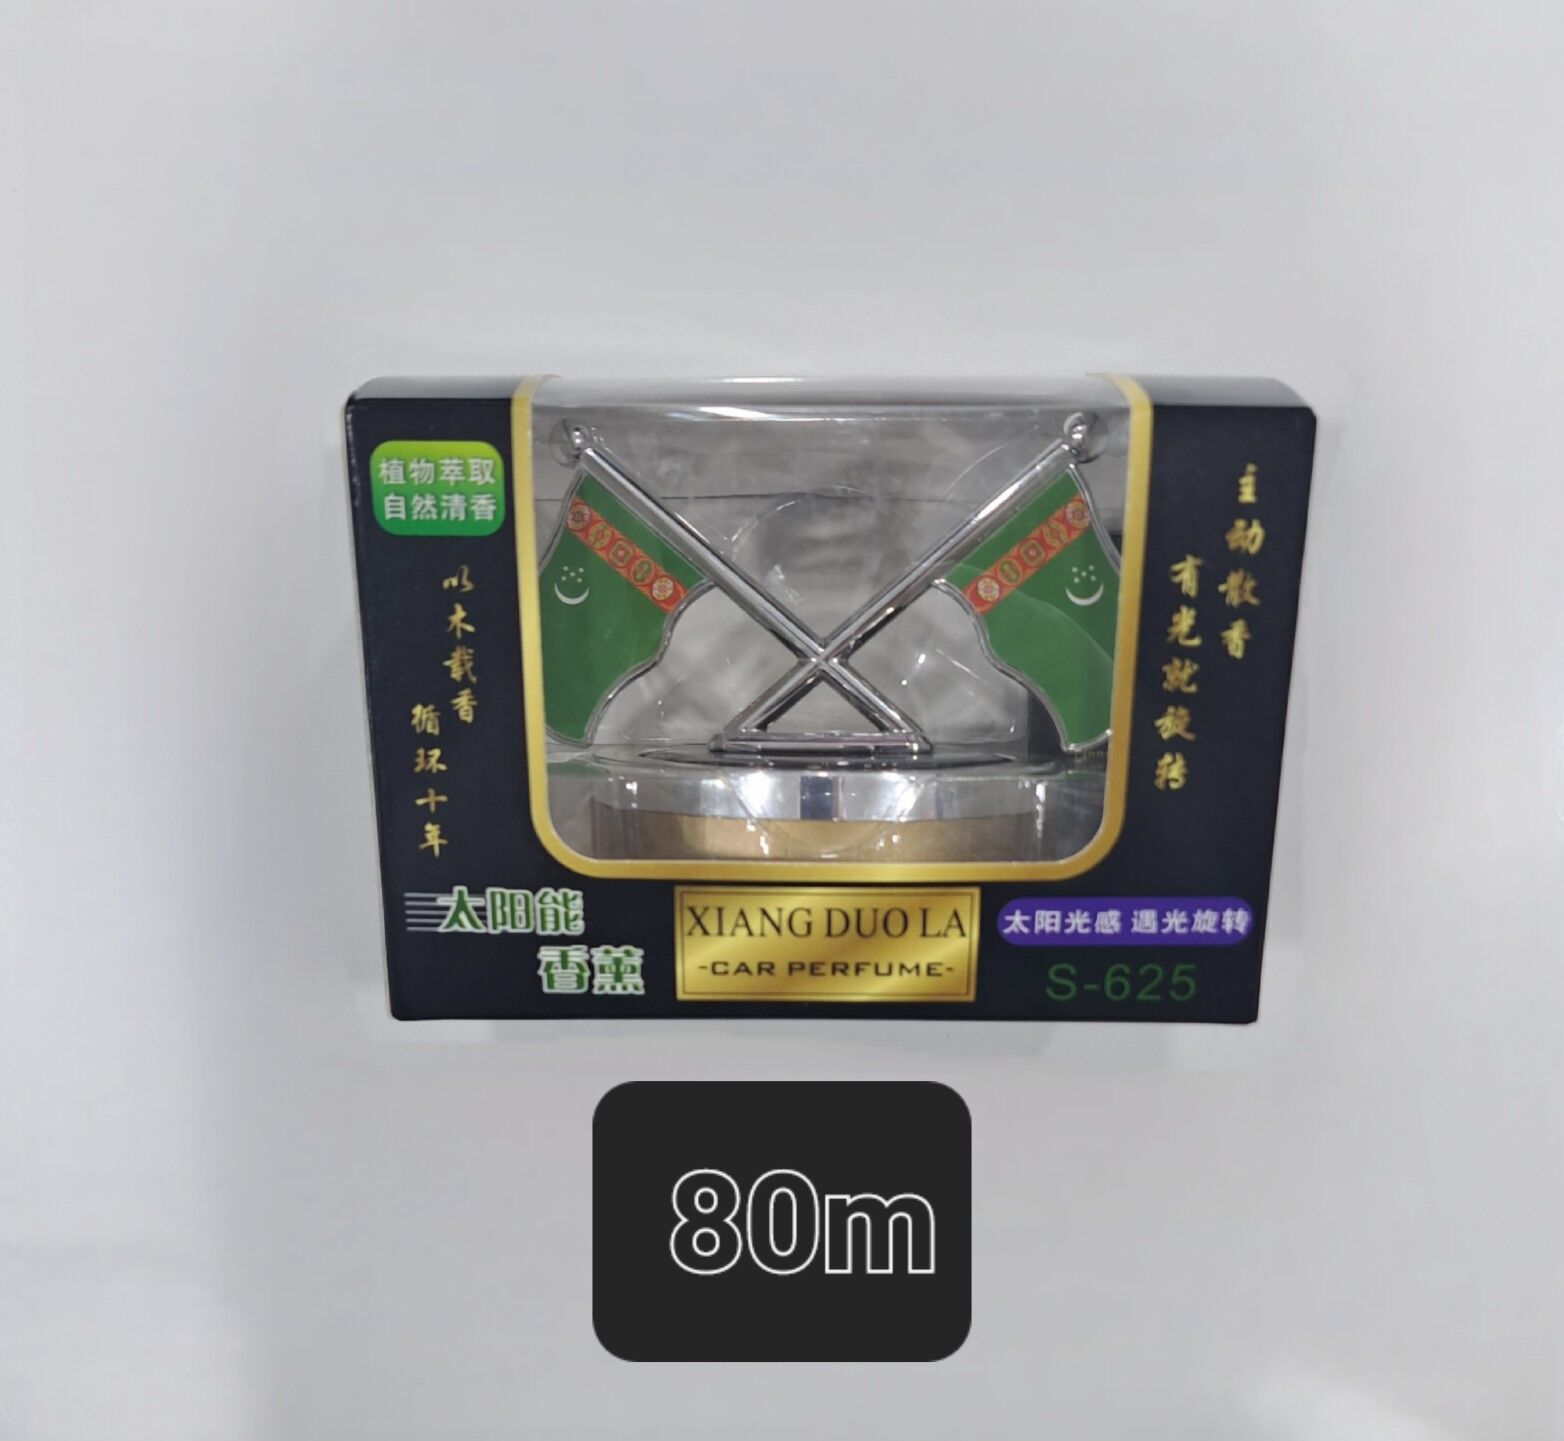 植物萃取
自然清香
以木载香
循环十年
主动散香
有光就旋转
太阳能
香薰
XIANG DUO LA
-CAR PERFUME-
太阳光感 遇光旋转
S-625
80m